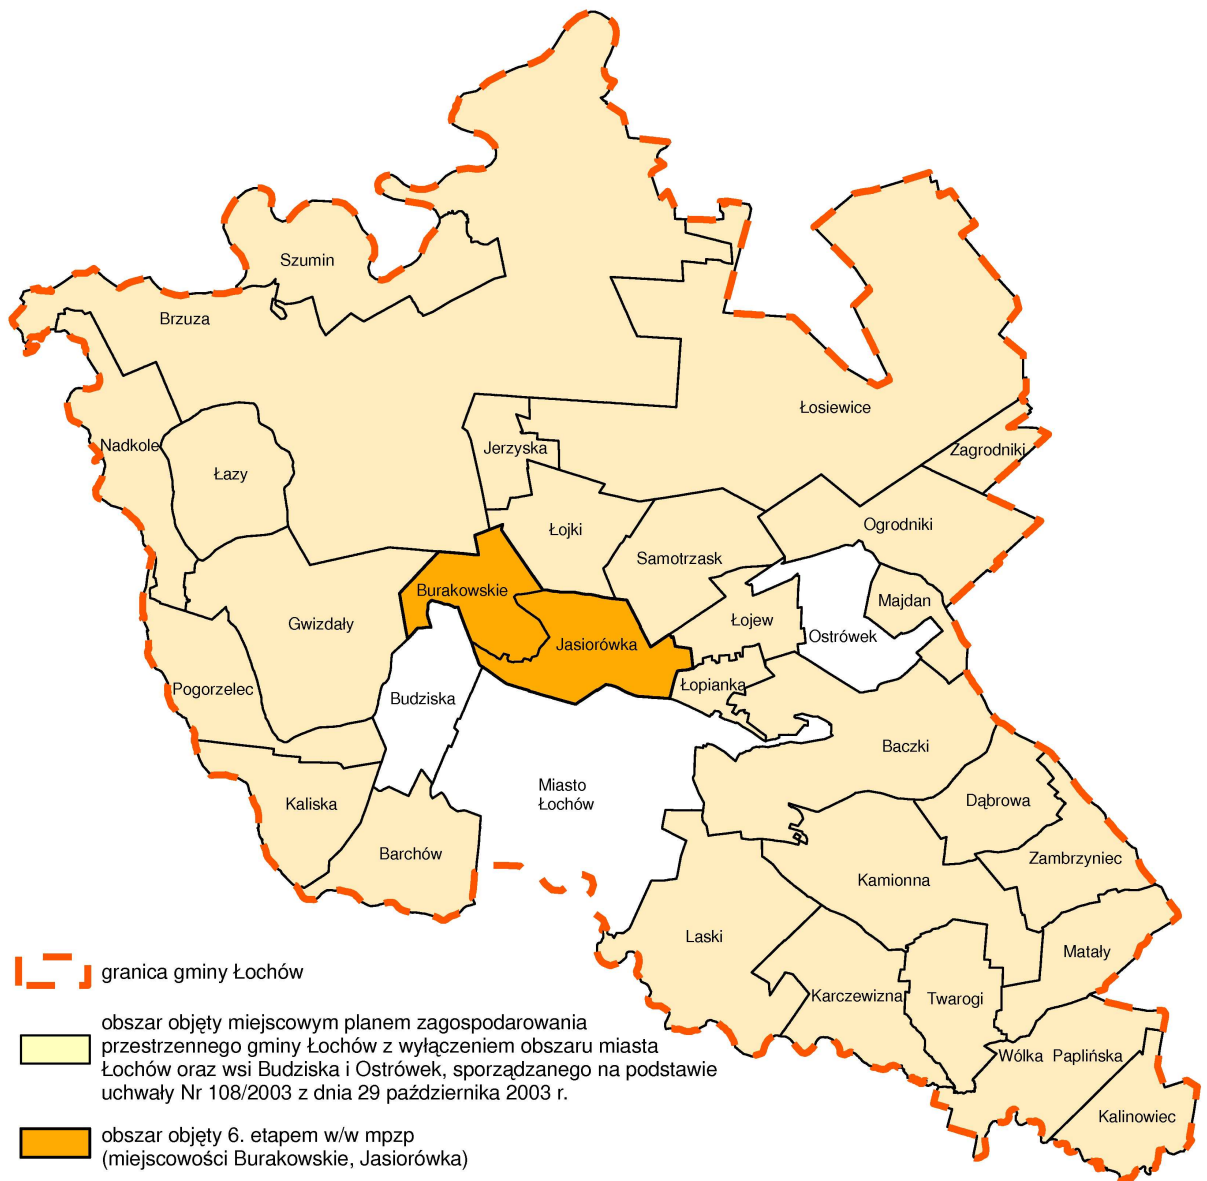 Szumin
Brzuza
Łosiewice
Nadkole
Jerzyska
Zagrodniki
Łazy
Łojki
Ogrodniki
Samotrzask
Burakowskie
Majdan
Gwizdały
Łojew
Ostrówek
Jasiorówka
Pogorzelec
Łopianka
Budziska
Baczki
Miasto
Łochów
Kaliska
Dąbrowa
Barchów
Zambrzyniec
Kamionna
Laski
Matały
Karczewizna
Twarogi
Wólka Paplińska
Kalinowiec
granica gminy Łochów
obszar objęty miejscowym planem zagospodarowania
przestrzennego gminy Łochów z wyłączeniem obszaru miasta
Łochów oraz wsi Budziska i Ostrówek, sporządzanego na podstawie
uchwały Nr 108/2003 z dnia 29 października 2003 r.
obszar objęty 6. etapem w/w mpzp
(miejscowości Burakowskie, Jasiorówka)